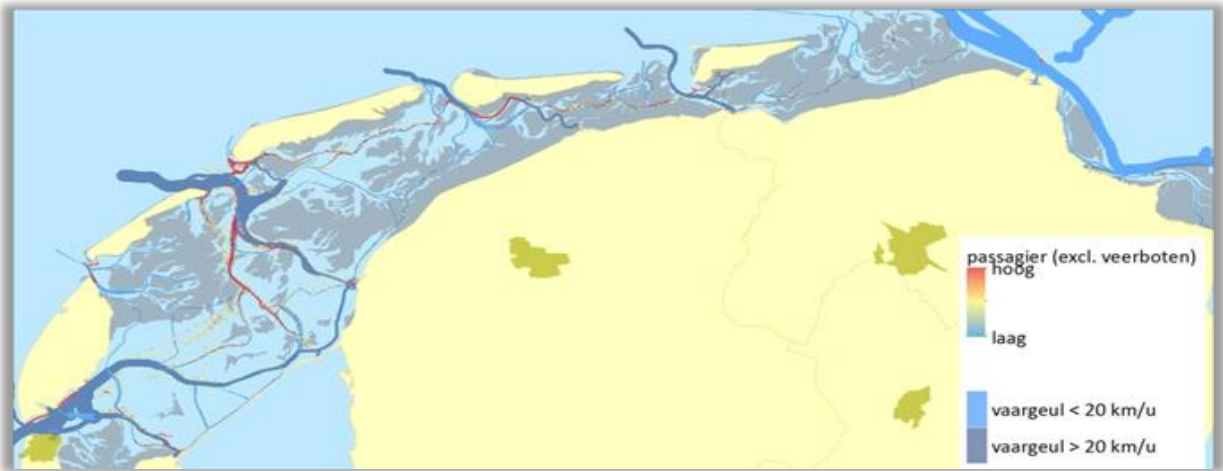 passagier (excl. veerboten)
hoog
laag
vaargeul < 20 km/u
vaargeul > 20 km/u